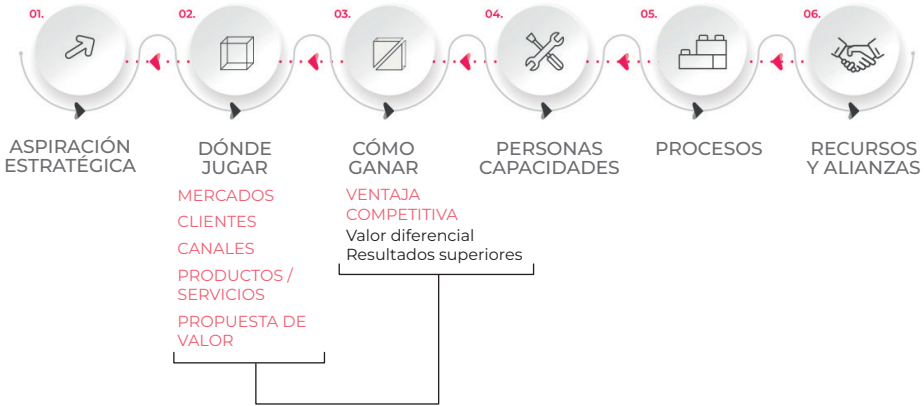 01.
02.
03.
04.
05.
06.
ASPIRACIÓN
ESTRATÉGICA
DÓNDE
JUGAR
MERCADOS
CLIENTES
CANALES
PRODUCTOS /
SERVICIOS
PROPUESTA DE
VALOR
CÓMO
GANAR
VENTAJA
COMPETITIVA
Valor diferencial
Resultados superiores
PERSONAS
CAPACIDADES
PROCESOS
RECURSOS
Y ALIANZAS